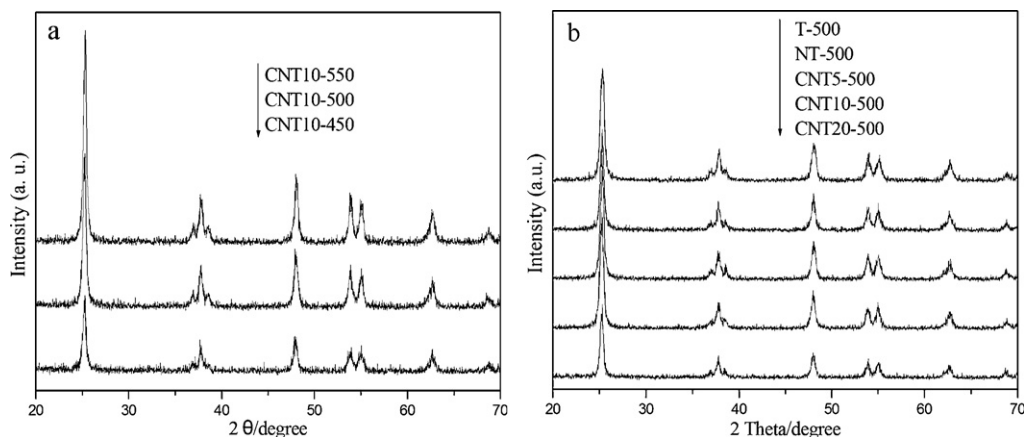 a
CNT10-550
CNT10-500
CNT10-450
Intensity (a. u.)
20 30 40 50 60 70
2 θ/degree
b
T-500
NT-500
CNT5-500
CNT10-500
CNT20-500
Intensity (a.u.)
20 30 40 50 60 70
2 Theta/degree